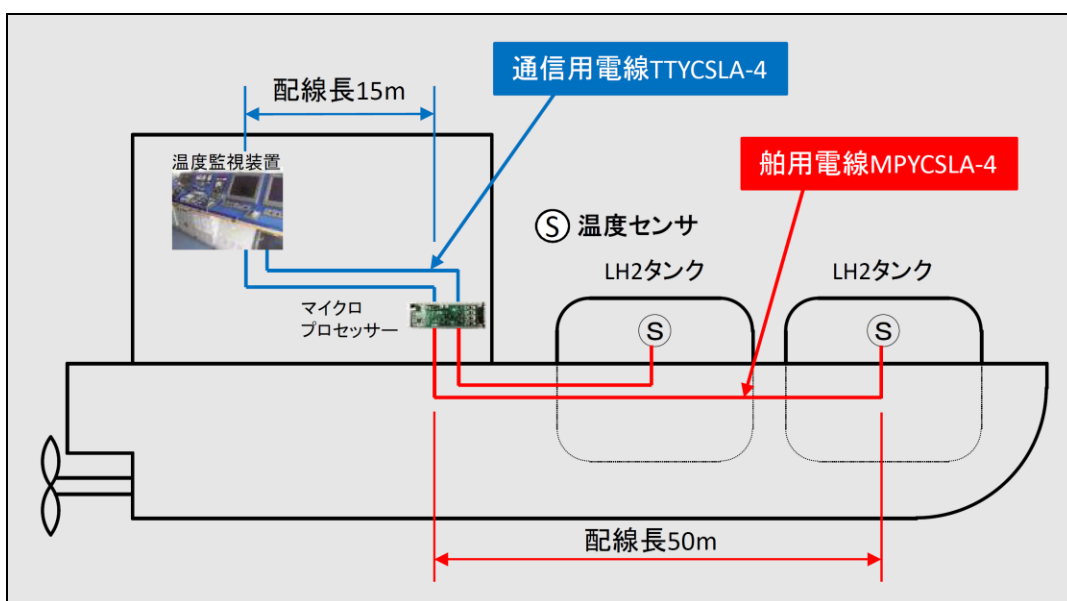 通信用電線TTYCSLA-4
配線長15m
温度監視装置
舶用電線MPYCSLA-4
S 温度センサ
LH2タンク
LH2タンク
マイクロ
プロセッサー
S
S
配線長50m